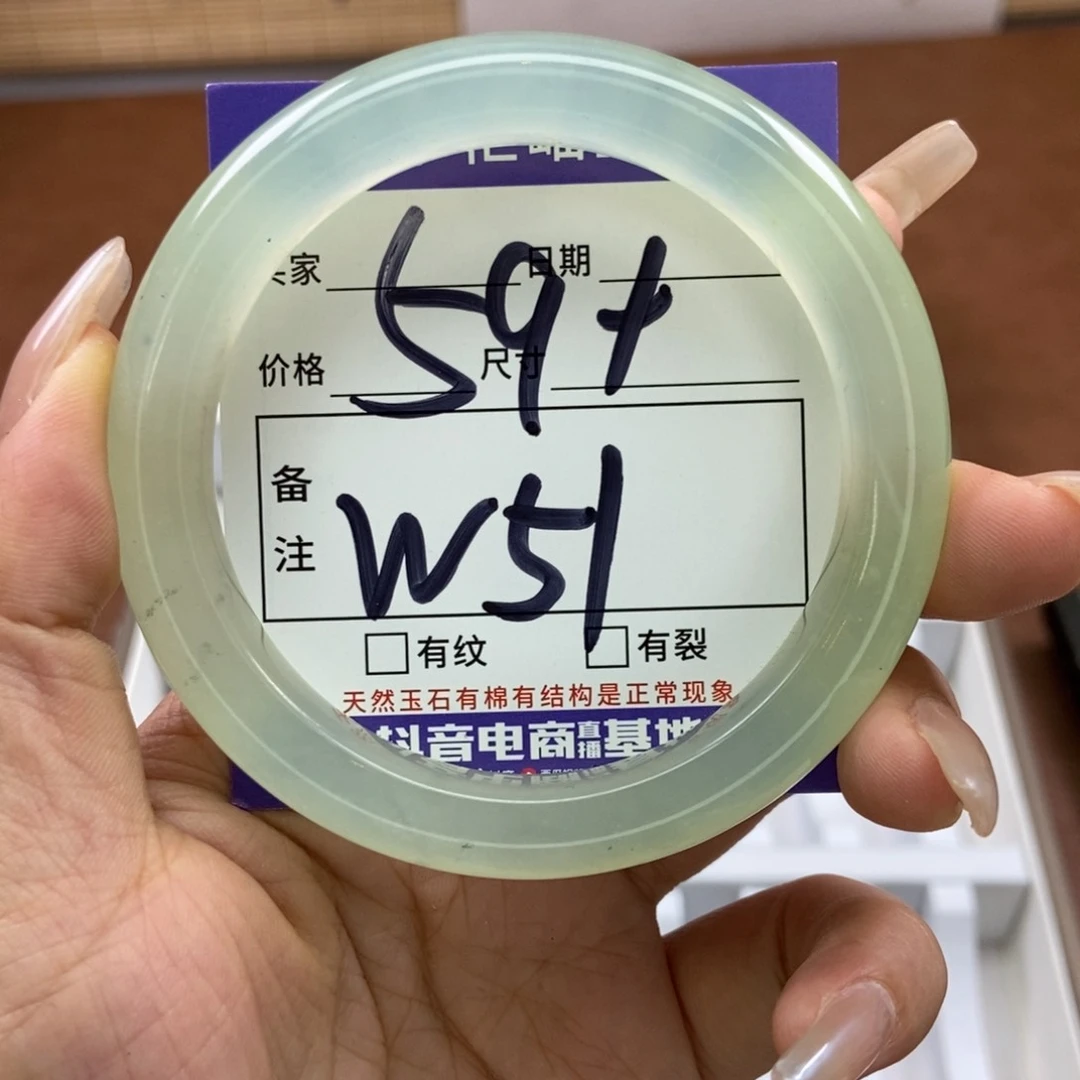 家 日期
59+
价格 尺寸
备注
W51
□有纹 □有裂
天然玉石有棉有结构是正常现象
抖音电商直播基地